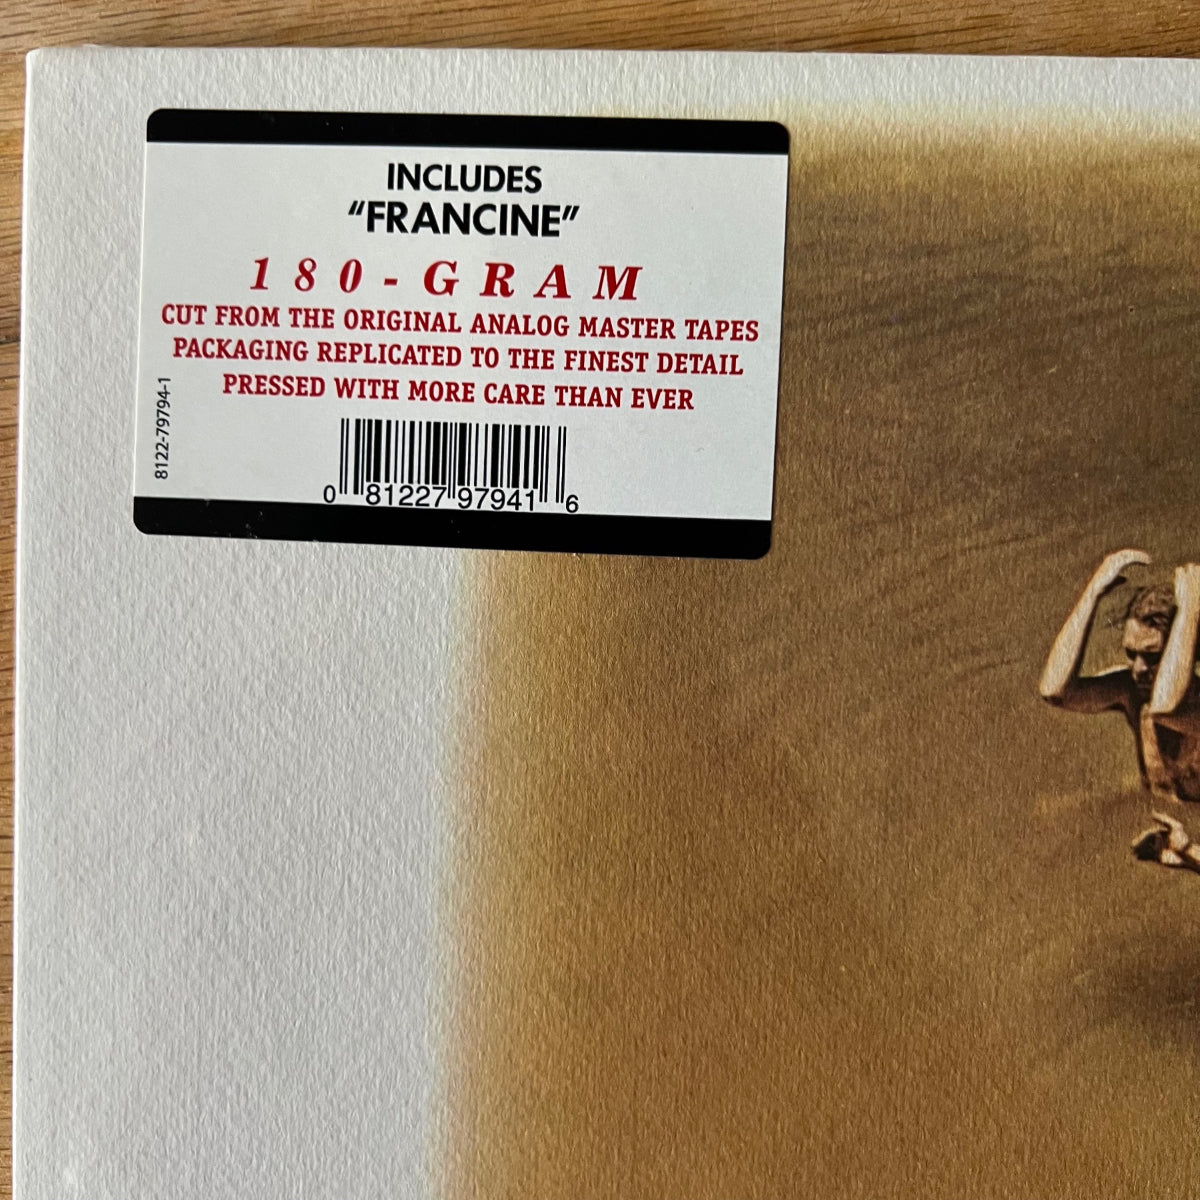 INCLUDES
“FRANCINE”
180-GRAM
CUT FROM THE ORIGINAL ANALOG MASTER TAPES
PACKAGING REPLICATED TO THE FINEST DETAIL
PRESSED WITH MORE CARE THAN EVER
8122-79794-1
0 81227 97941 6